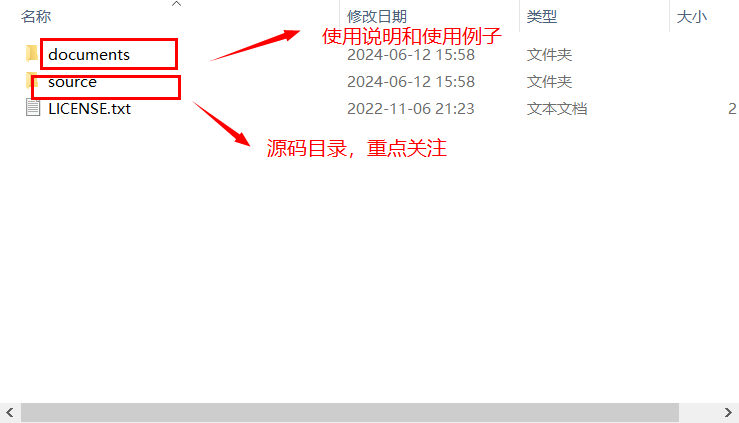 名称 修改日期 类型 大小
使用说明和使用例子
documents 2024-06-12 15:58 文件夹
source 2024-06-12 15:58 文件夹
LICENSE.txt 2022-11-06 21:23 文本文档 2
源码目录，重点关注